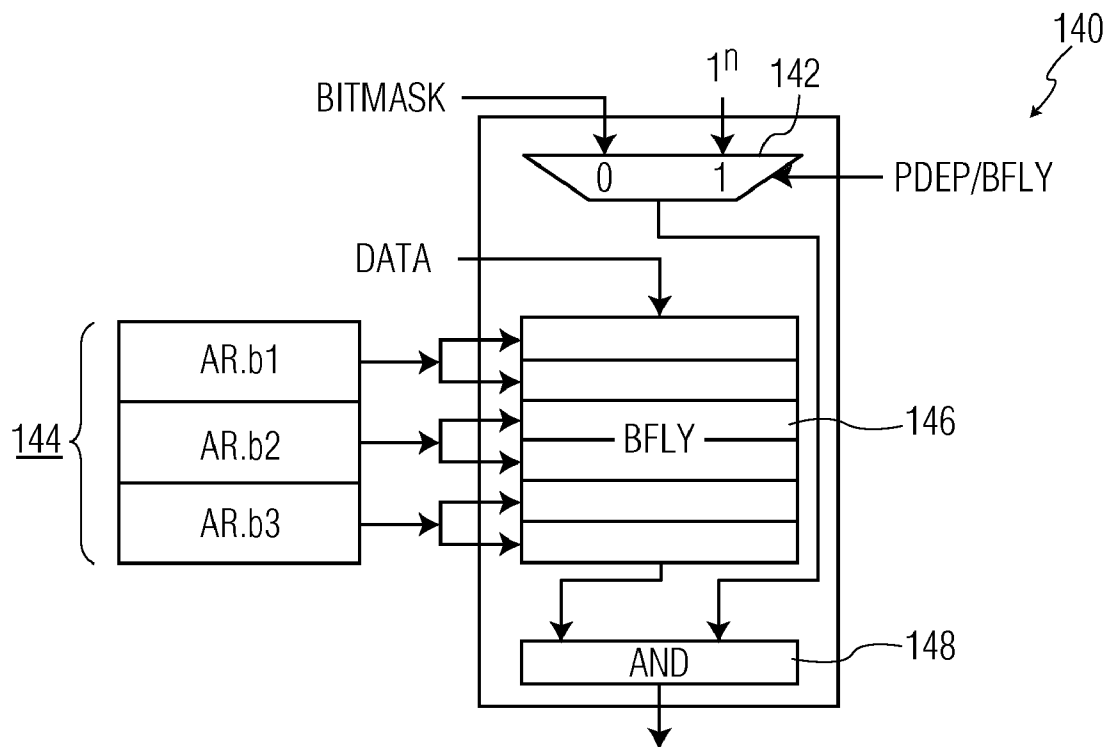 140
1ⁿ
142
BITMASK
0 1
PDEP/BFLY
DATA
AR.b1
144
AR.b2
BFLY
146
AR.b3
AND
148